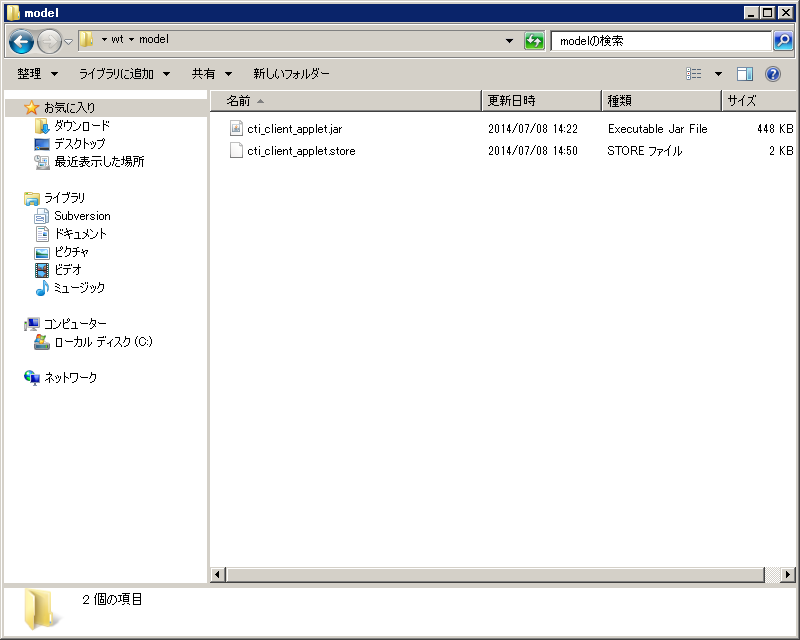 model
wt model
modelの検索
整理 ライブラリに追加 共有 新しいフォルダー
名前 更新日時 種類 サイズ
cti_client_applet.jar 2014/07/08 14:22 Executable Jar File 448 KB
cti_client_applet.store 2014/07/08 14:50 STORE ファイル 2 KB
お気に入り
ダウンロード
デスクトップ
最近表示した場所
ライブラリ
Subversion
ドキュメント
ピクチャ
ビデオ
ミュージック
コンピューター
ローカル ディスク (C:)
ネットワーク
2 個の項目